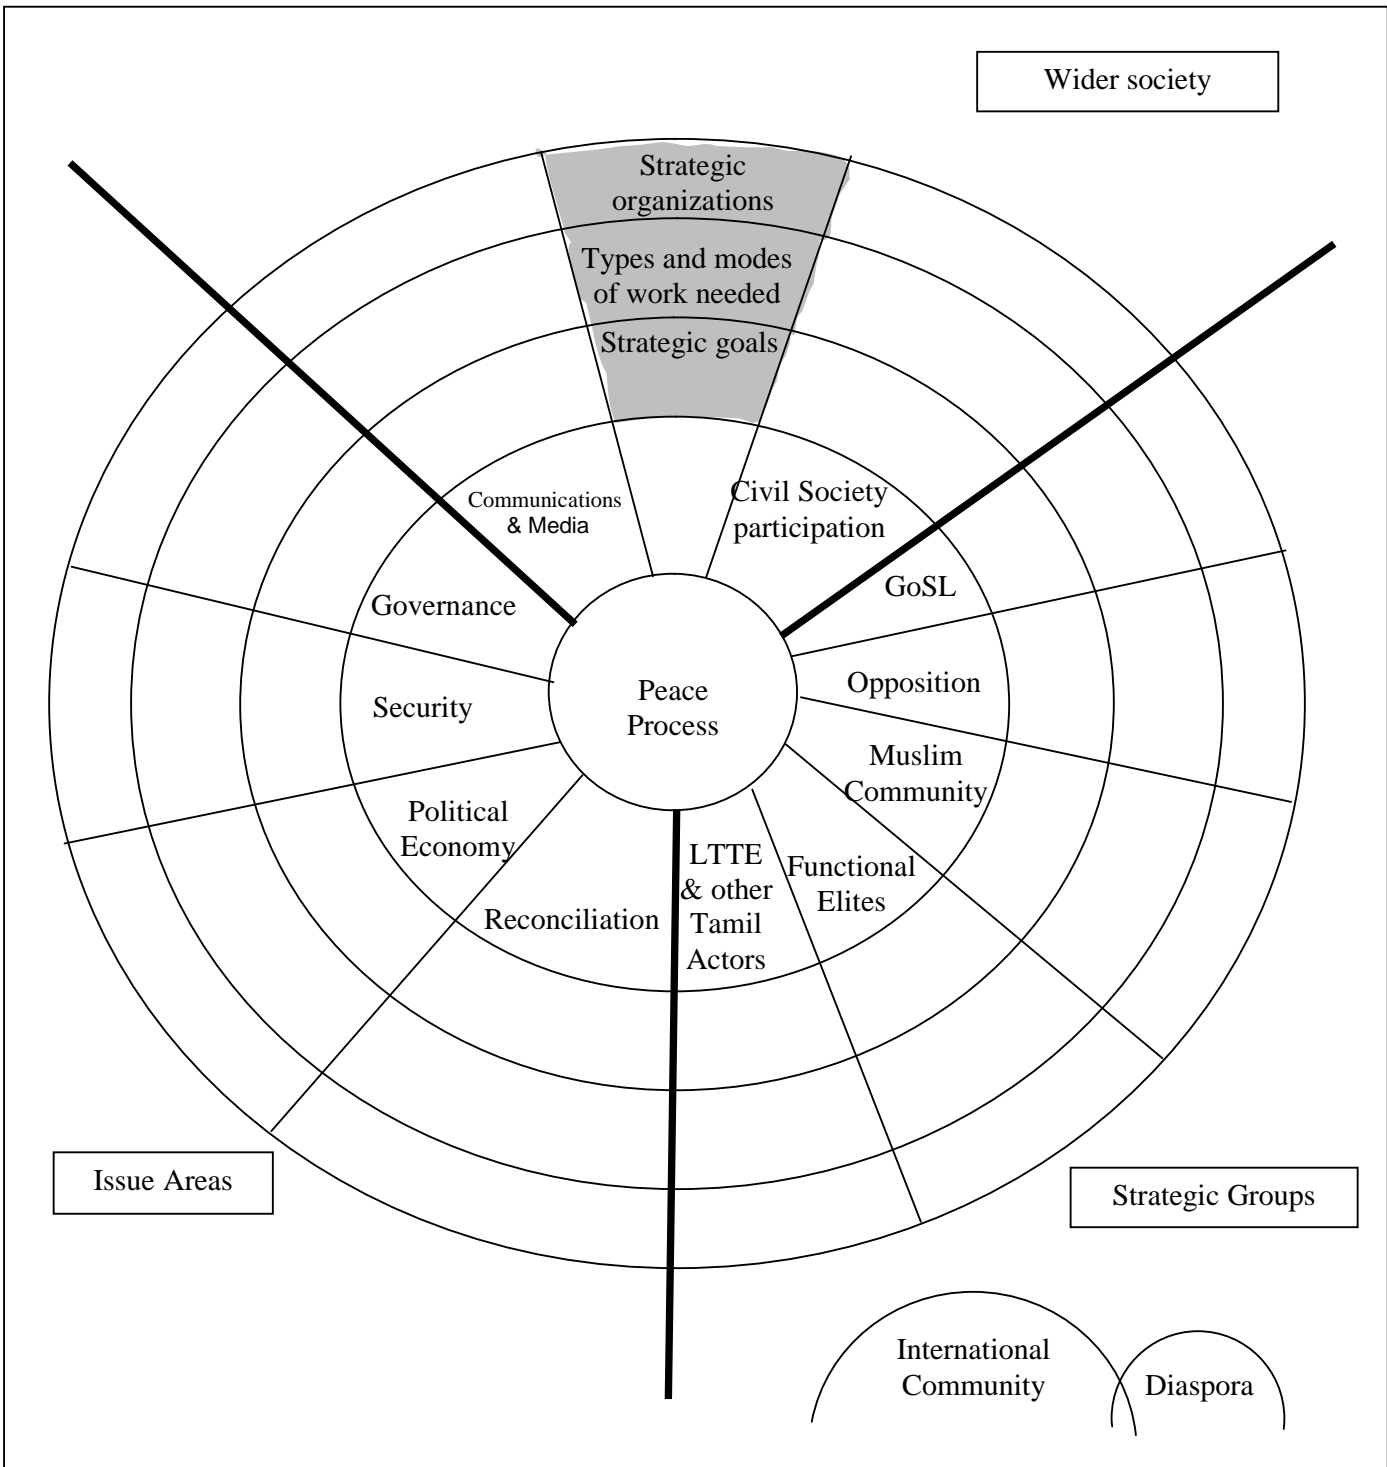 Wider society
Strategic
organizations
Types and modes
of work needed
Strategic goals
Communications
& Media
Civil Society
participation
Governance
GoSL
Security
Peace
Process
Opposition
Muslim
Community
Political
Economy
LTTE
& other
Tamil
Actors
Functional
Elites
Reconciliation
Issue Areas
Strategic Groups
International
Community
Diaspora